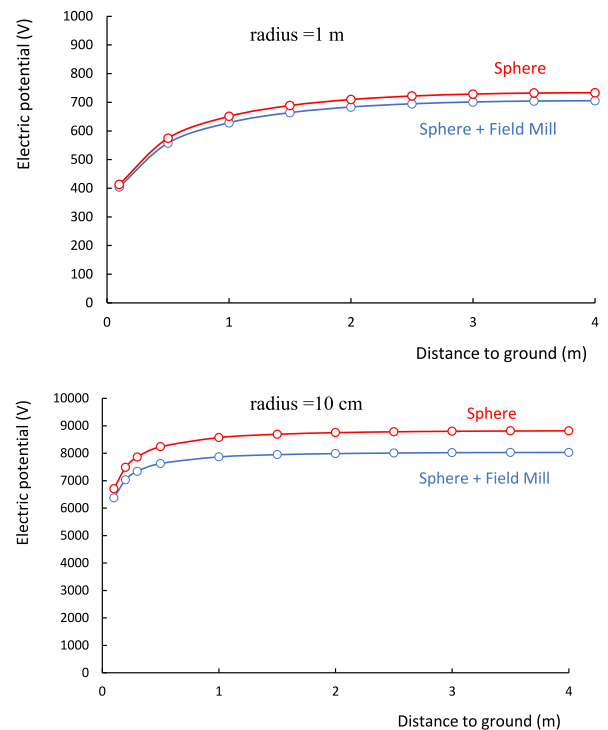 radius =1 m
Electric potential (V)
1000
900
800
700
600
500
400
300
200
100
0
Sphere
Sphere + Field Mill
0 1 2 3 4
Distance to ground (m)
radius =10 cm
Electric potential (V)
10000
9000
8000
7000
6000
5000
4000
3000
2000
1000
0
Sphere
Sphere + Field Mill
0 1 2 3 4
Distance to ground (m)